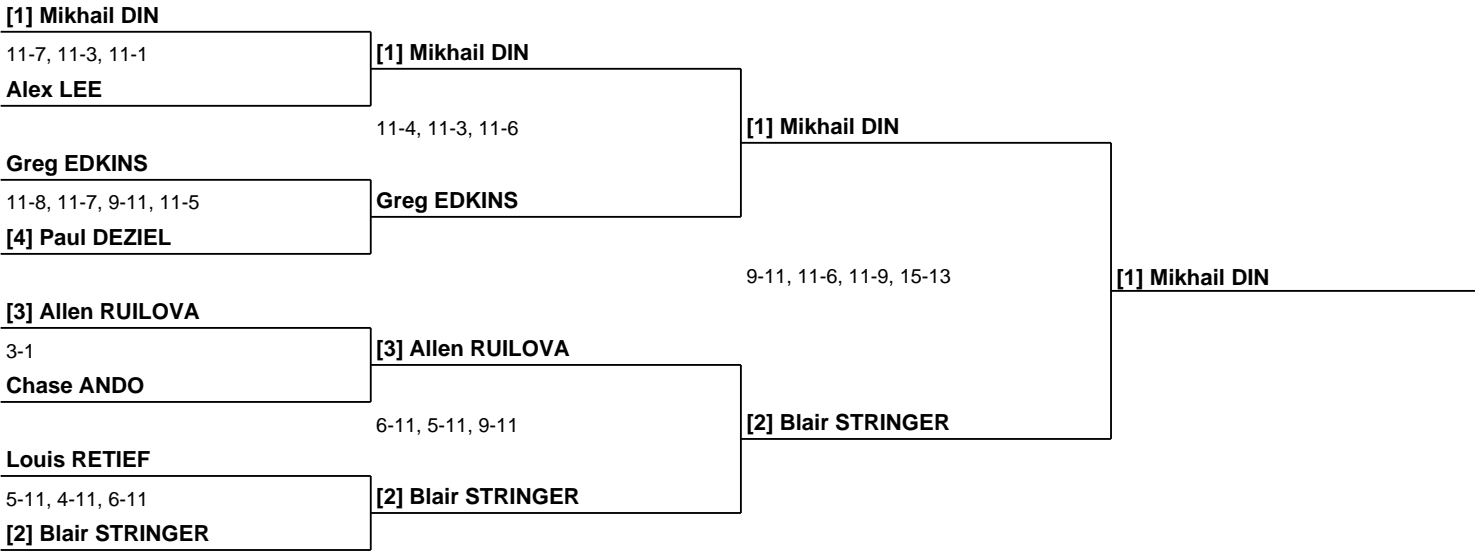 [1] Mikhail DIN
11-7, 11-3, 11-1
Alex LEE
Greg EDKINS
11-8, 11-7, 9-11, 11-5
[4] Paul DEZIEL
[3] Allen RUILOVA
3-1
Chase ANDO
Louis RETIEF
5-11, 4-11, 6-11
[2] Blair STRINGER
[1] Mikhail DIN
11-4, 11-3, 11-6
Greg EDKINS
[3] Allen RUILOVA
6-11, 5-11, 9-11
[2] Blair STRINGER
[1] Mikhail DIN
9-11, 11-6, 11-9, 15-13
[2] Blair STRINGER
[1] Mikhail DIN